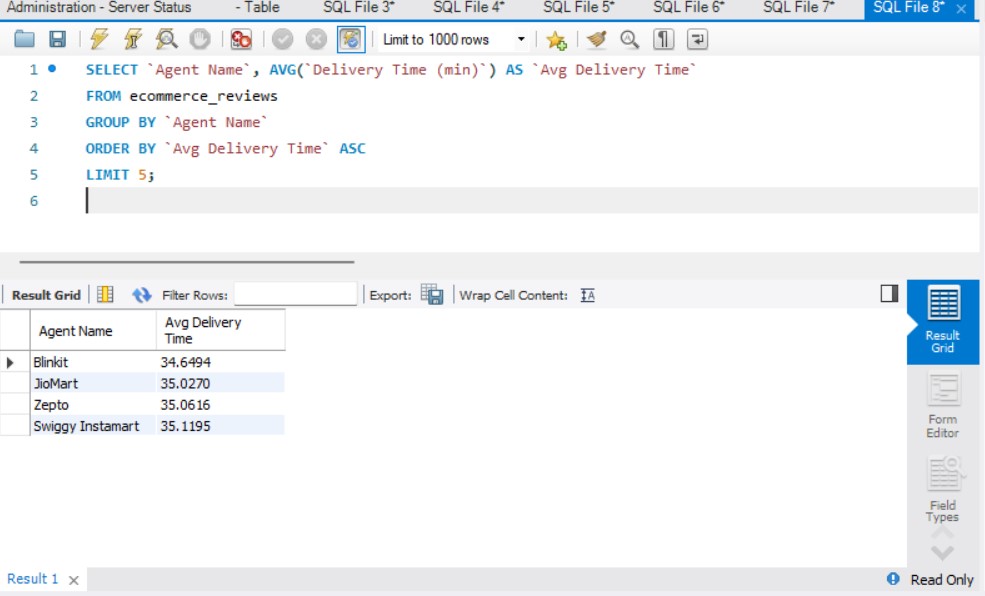 Administration - Server Status - Table SQL File 3* SQL File 4* SQL File 5* SQL File 6* SQL File 7* SQL File 8*
Limit to 1000 rows
1 SELECT `Agent Name`, AVG(`Delivery Time (min)`) AS `Avg Delivery Time`
2 FROM ecommerce_reviews
3 GROUP BY `Agent Name`
4 ORDER BY `Avg Delivery Time` ASC
5 LIMIT 5;
6
Result Grid Filter Rows: Export: Wrap Cell Content: IA
Agent Name Avg Delivery Time
Blinkit 34.6494
JioMart 35.0270
Zepto 35.0616
Swiggy Instamart 35.1195
Result Grid
Form Editor
Field Types
Result 1 Read Only